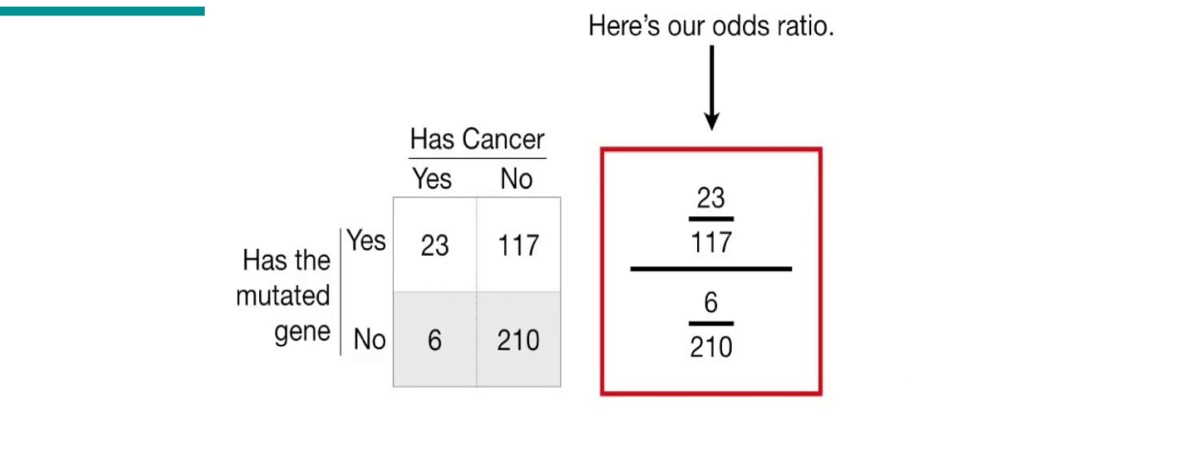 Here’s our odds ratio.
Has Cancer
Yes No
Has the
mutated
gene
Yes 23 117
No 6 210
23
117
6
210